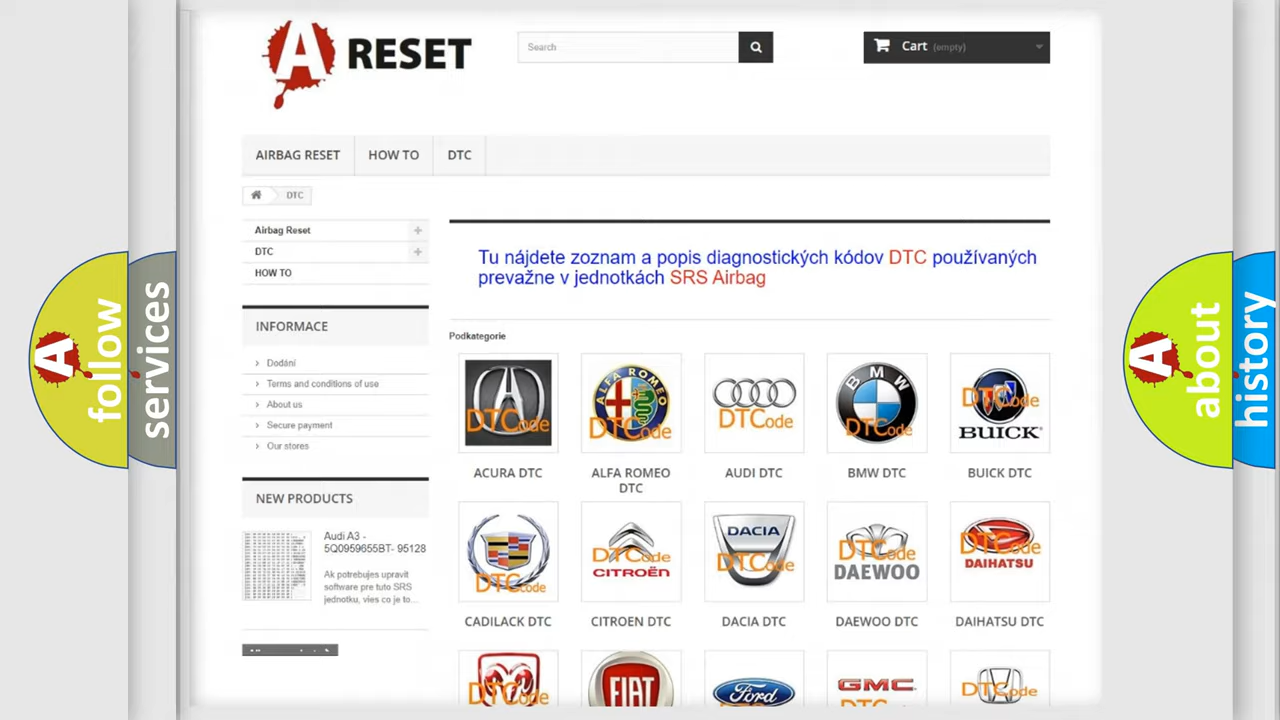 A RESET
Search
Cart (empty)
AIRBAG RESET
HOW TO
DTC
DTC
Airbag Reset
DTC
HOW TO
INFORMACE
Dodání
Terms and conditions of use
About us
Secure payment
Our stores
NEW PRODUCTS
Audi A3 -
5Q0959655BT- 95128
Ak potrebujes upravit
software pre tuto SRS
jednotku, vies co je to...
Tu nájdete zoznam a popis diagnostických kódov DTC používaných
prevažne v jednotkách SRS Airbag
Podkategorie
DTCode
ALFA ROMEO
DTCode
DTCode
BMW
DTCode
DTCode
BUICK
ACURA DTC
ALFA ROMEO
DTC
AUDI DTC
BMW DTC
BUICK DTC
DTCode
DTCode
CITROËN
DACIA
DTCode
DTCode
DAEWOO
DTCode
DAIHATSU
CADILACK DTC
CITROEN DTC
DACIA DTC
DAEWOO DTC
DAIHATSU DTC
DTCode
FIAT
Ford
GMC
DTCode
A follow
services
A about
history